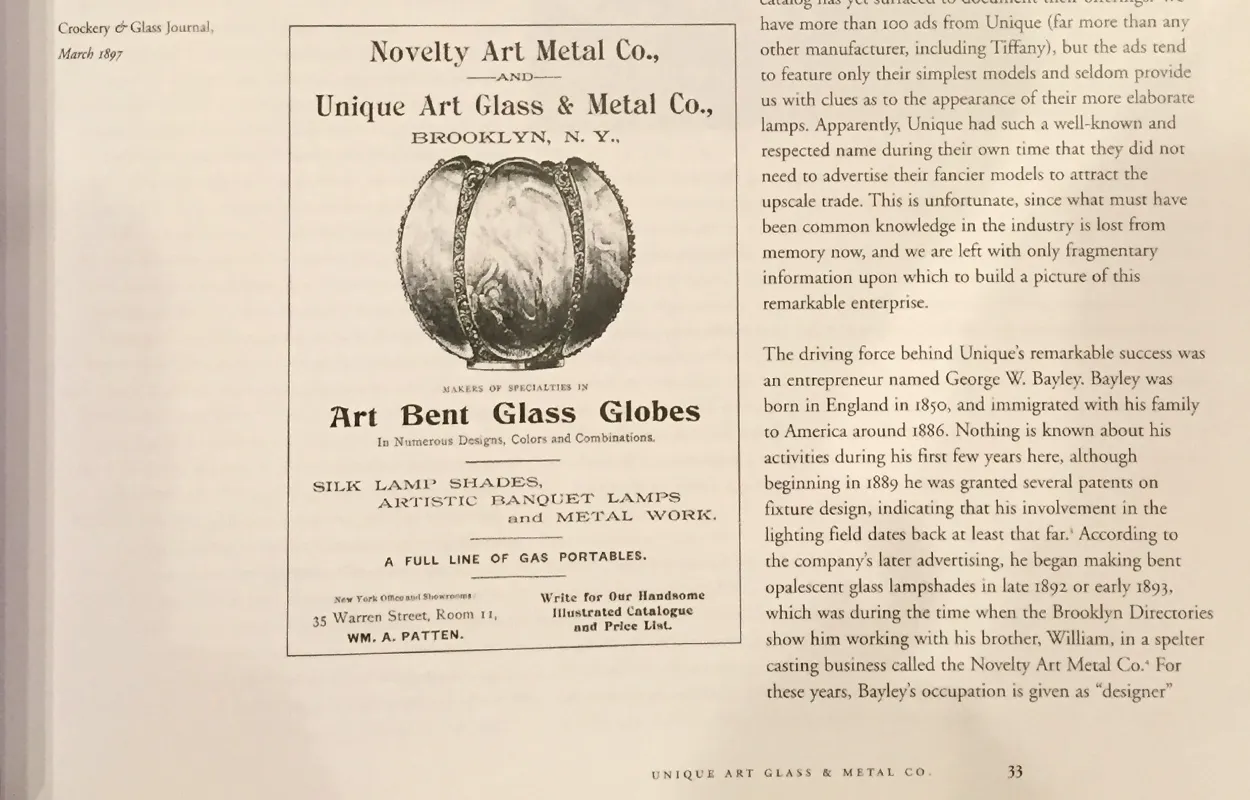 Crockery & Glass Journal,
March 1897
Novelty Art Metal Co.,
AND
Unique Art Glass & Metal Co.,
BROOKLYN, N. Y.,
MAKERS OF SPECIALTIES IN
Art Bent Glass Globes
In Numerous Designs, Colors and Combinations.
SILK LAMP SHADES,
ARTISTIC BANQUET LAMPS
and METAL WORK.
A FULL LINE OF GAS PORTABLES.
New York Office and Showrooms:
35 Warren Street, Room 11,
WM. A. PATTEN.
Write for Our Handsome
Illustrated Catalogue
and Price List.
catalog has yet surfaced to document their offerings. We
have more than 100 ads from Unique (far more than any
other manufacturer, including Tiffany), but the ads tend
to feature only their simplest models and seldom provide
us with clues as to the appearance of their more elaborate
lamps. Apparently, Unique had such a well-known and
respected name during their own time that they did not
need to advertise their fancier models to attract the
upscale trade. This is unfortunate, since what must have
been common knowledge in the industry is lost from
memory now, and we are left with only fragmentary
information upon which to build a picture of this
remarkable enterprise.
The driving force behind Unique's remarkable success was
an entrepreneur named George W. Bayley. Bayley was
born in England in 1850, and immigrated with his family
to America around 1886. Nothing is known about his
activities during his first few years here, although
beginning in 1889 he was granted several patents on
fixture design, indicating that his involvement in the
lighting field dates back at least that far. According to
the company's later advertising, he began making bent
opalescent glass lampshades in late 1892 or early 1893,
which was during the time when the Brooklyn Directories
show him working with his brother, William, in a spelter
casting business called the Novelty Art Metal Co. For
these years, Bayley's occupation is given as "designer"
UNIQUE ART GLASS & METAL CO. 33